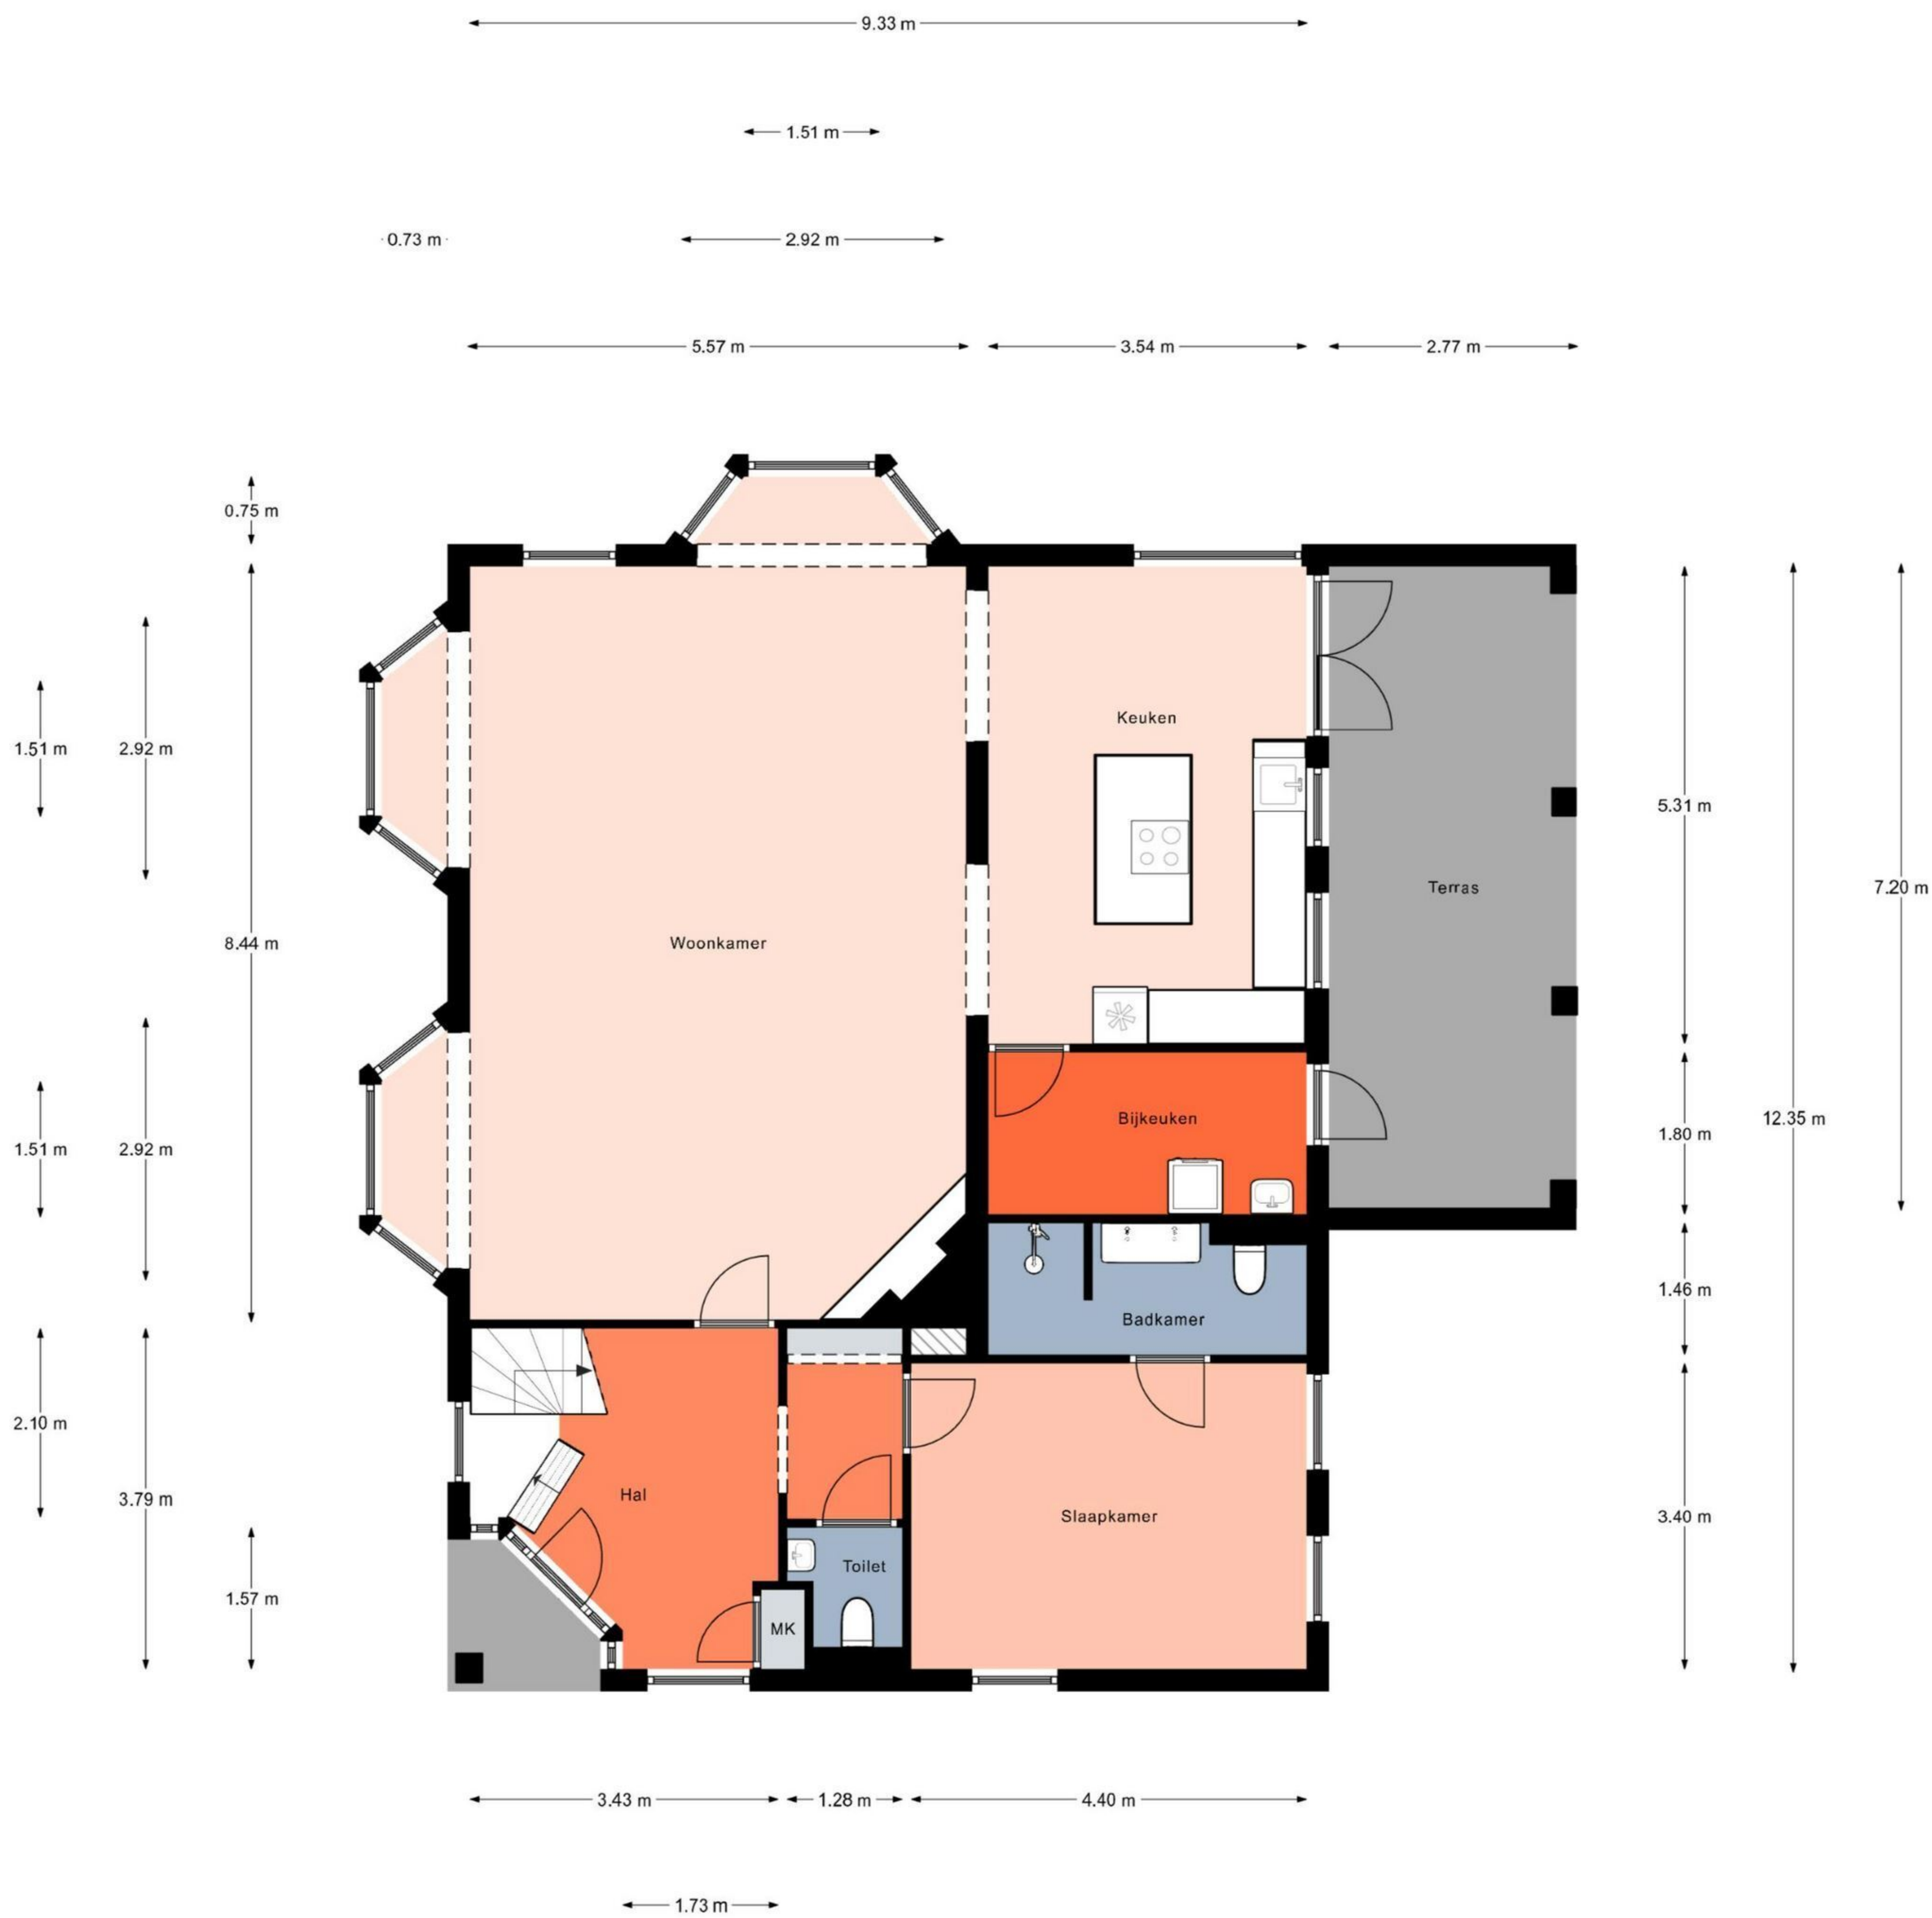 9.33 m
1.51 m
0.73 m
2.92 m
5.57 m
3.54 m
2.77 m
0.75 m
Keuken
1.51 m
2.92 m
5.31 m
Terras
7.20 m
8.44 m
Woonkamer
Bijkeuken
12.35 m
1.51 m
2.92 m
1.80 m
1.46 m
Badkamer
2.10 m
3.79 m
Hal
Slaapkamer
3.40 m
Toilet
1.57 m
MK
3.43 m
1.28 m
4.40 m
1.73 m